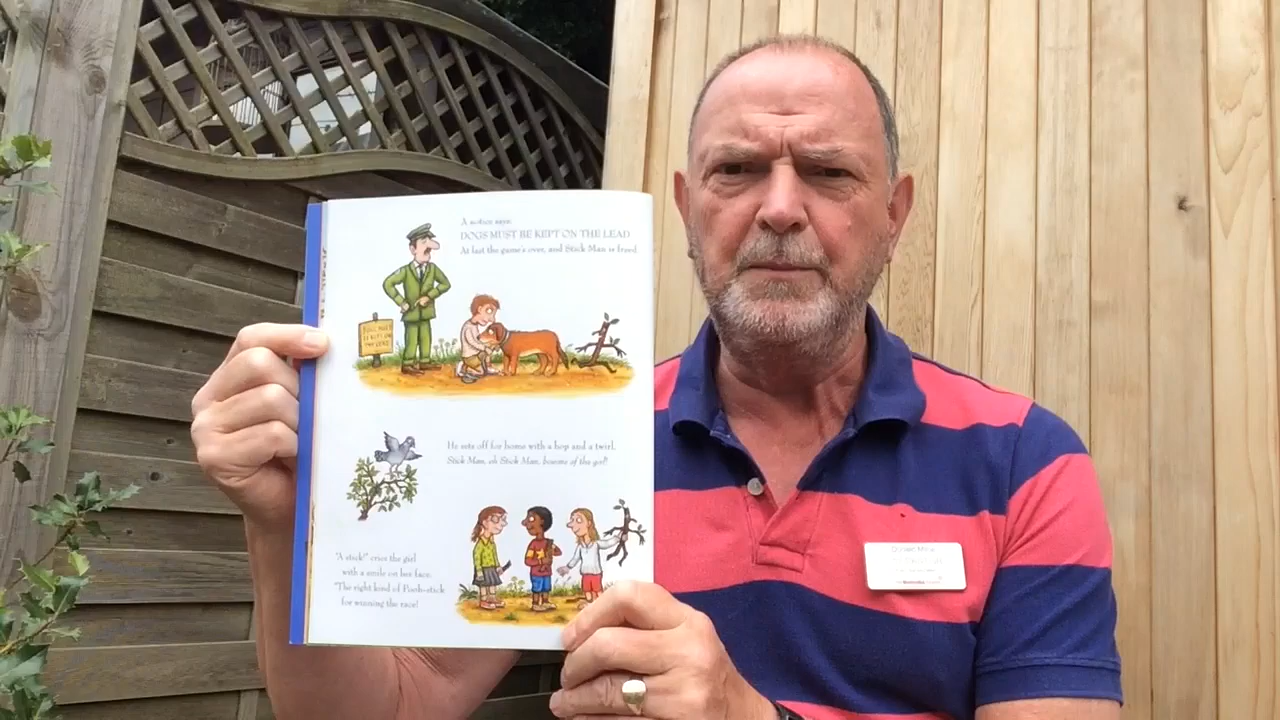 A notice says:
DOGS MUST BE KEPT ON THE LEAD
At last the game's over, and Stick Man is freed.
DOGS MUST
BE KEPT ON
THE LEAD
He sets off for home with a hop and a twirl.
Stick Man, oh Stick Man, beware of the girl!
"A stick!" cries the girl
with a smile on her face.
"The right kind of Pooh-stick
for winning the race!